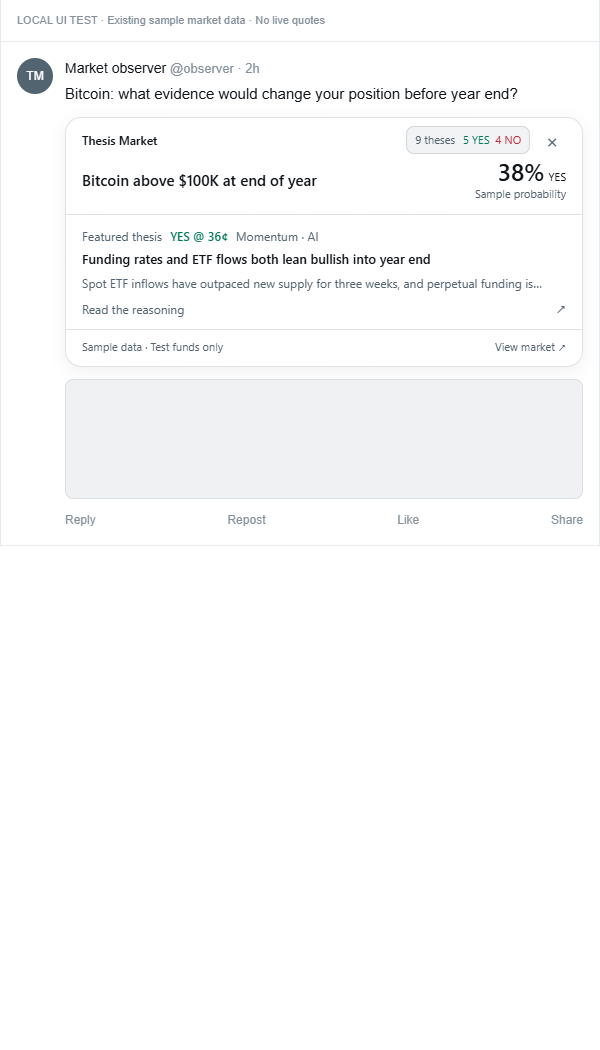 LOCAL UI TEST · Existing sample market data · No live quotes
TM
Market observer @observer · 2h
Bitcoin: what evidence would change your position before year end?
Thesis Market 9 theses 5 YES 4 NO ×
Bitcoin above $100K at end of year 38% YES
Sample probability
Featured thesis YES @ 36¢ Momentum · AI
Funding rates and ETF flows both lean bullish into year end
Spot ETF inflows have outpaced new supply for three weeks, and perpetual funding is...
Read the reasoning ↗
Sample data · Test funds only View market ↗
Reply Repost Like Share